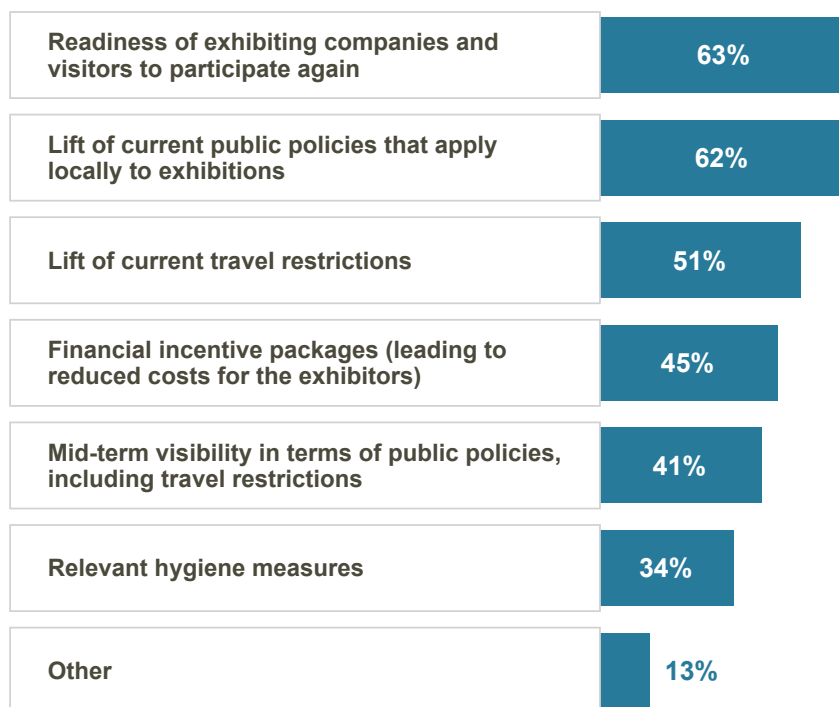 Readiness of exhibiting companies and
visitors to participate again
63%
Lift of current public policies that apply
locally to exhibitions
62%
Lift of current travel restrictions
51%
Financial incentive packages (leading to
reduced costs for the exhibitors)
45%
Mid-term visibility in terms of public policies,
including travel restrictions
41%
Relevant hygiene measures
34%
Other
13%